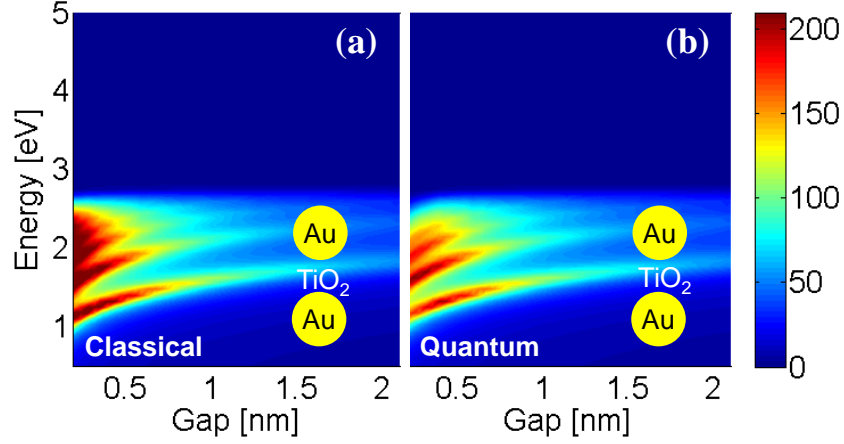 (a)
(b)
Energy [eV]
5
4
3
2
1
Au
TiO2
Au
Classical
Au
TiO2
Au
Quantum
0.5 1 1.5 2
Gap [nm]
0.5 1 1.5 2
Gap [nm]
200
150
100
50
0